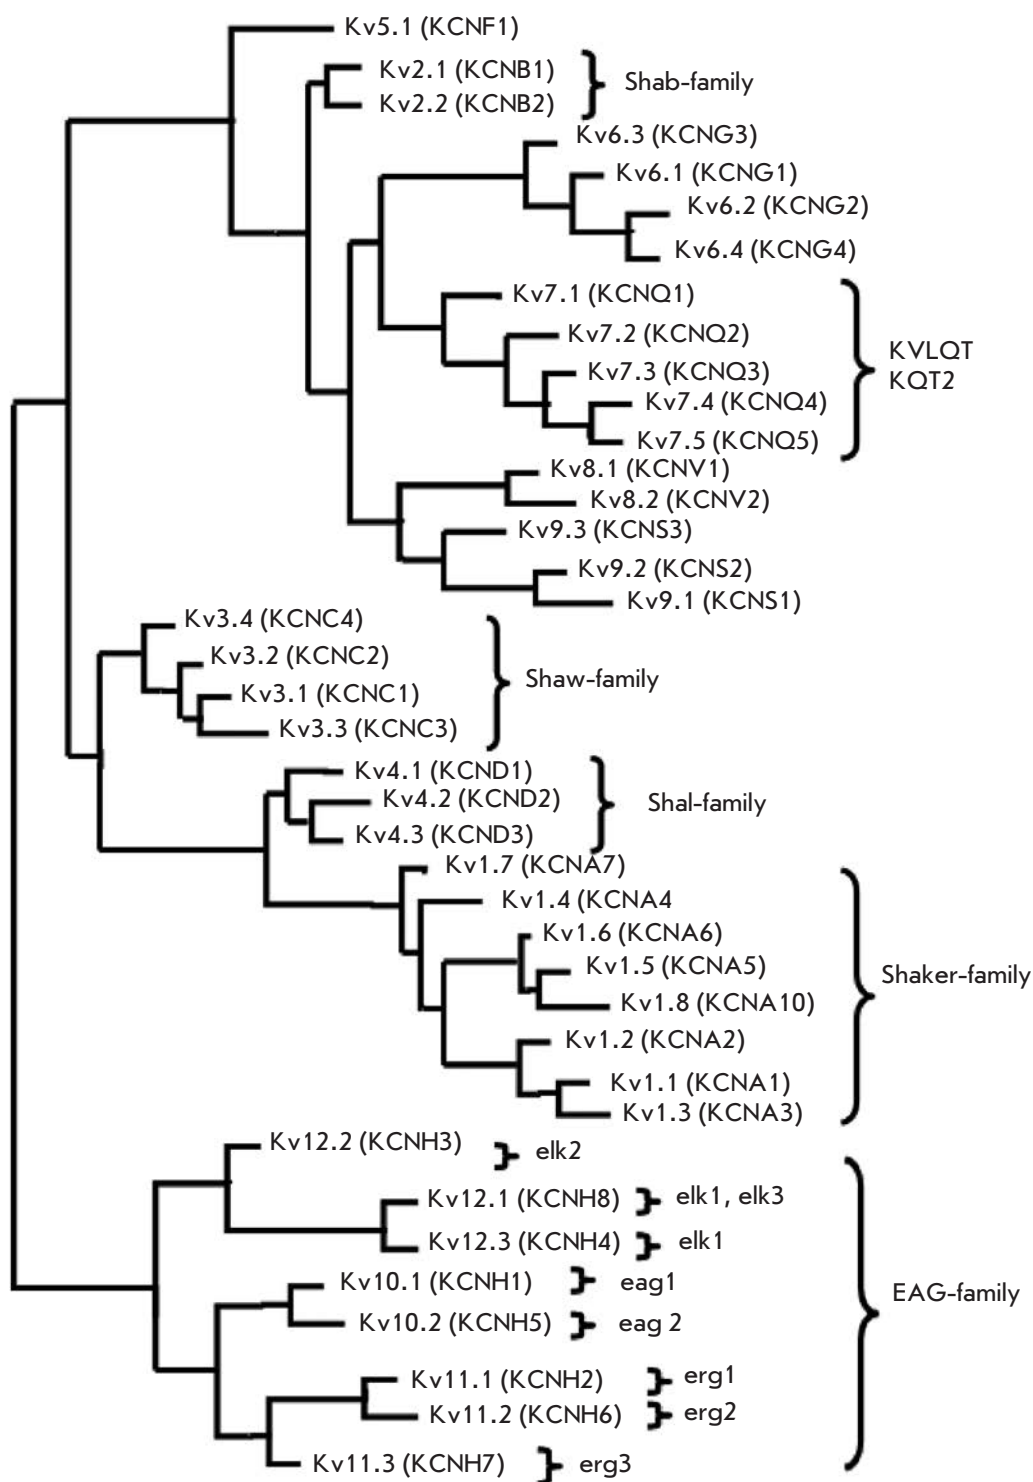 Kv5.1 (KCNF1)
Kv2.1 (KCNB1)
Kv2.2 (KCNB2)
Shab-family
Kv6.3 (KCNG3)
Kv6.1 (KCNG1)
Kv6.2 (KCNG2)
Kv6.4 (KCNG4)
Kv7.1 (KCNQ1)
Kv7.2 (KCNQ2)
Kv7.3 (KCNQ3)
Kv7.4 (KCNQ4)
Kv7.5 (KCNQ5)
KVLQT
KQT2
Kv8.1 (KCNV1)
Kv8.2 (KCNV2)
Kv9.3 (KCNS3)
Kv9.2 (KCNS2)
Kv9.1 (KCNS1)
Kv3.4 (KCNC4)
Kv3.2 (KCNC2)
Kv3.1 (KCNC1)
Kv3.3 (KCNC3)
Shaw-family
Kv4.1 (KCND1)
Kv4.2 (KCND2)
Kv4.3 (KCND3)
Shal-family
Kv1.7 (KCNA7)
Kv1.4 (KCNA4
Kv1.6 (KCNA6)
Kv1.5 (KCNA5)
Kv1.8 (KCNA10)
Kv1.2 (KCNA2)
Kv1.1 (KCNA1)
Kv1.3 (KCNA3)
Shaker-family
Kv12.2 (KCNH3) elk2
Kv12.1 (KCNH8) elk1, elk3
Kv12.3 (KCNH4) elk1
Kv10.1 (KCNH1) eag1
Kv10.2 (KCNH5) eag 2
Kv11.1 (KCNH2) erg1
Kv11.2 (KCNH6) erg2
Kv11.3 (KCNH7) erg3
EAG-family